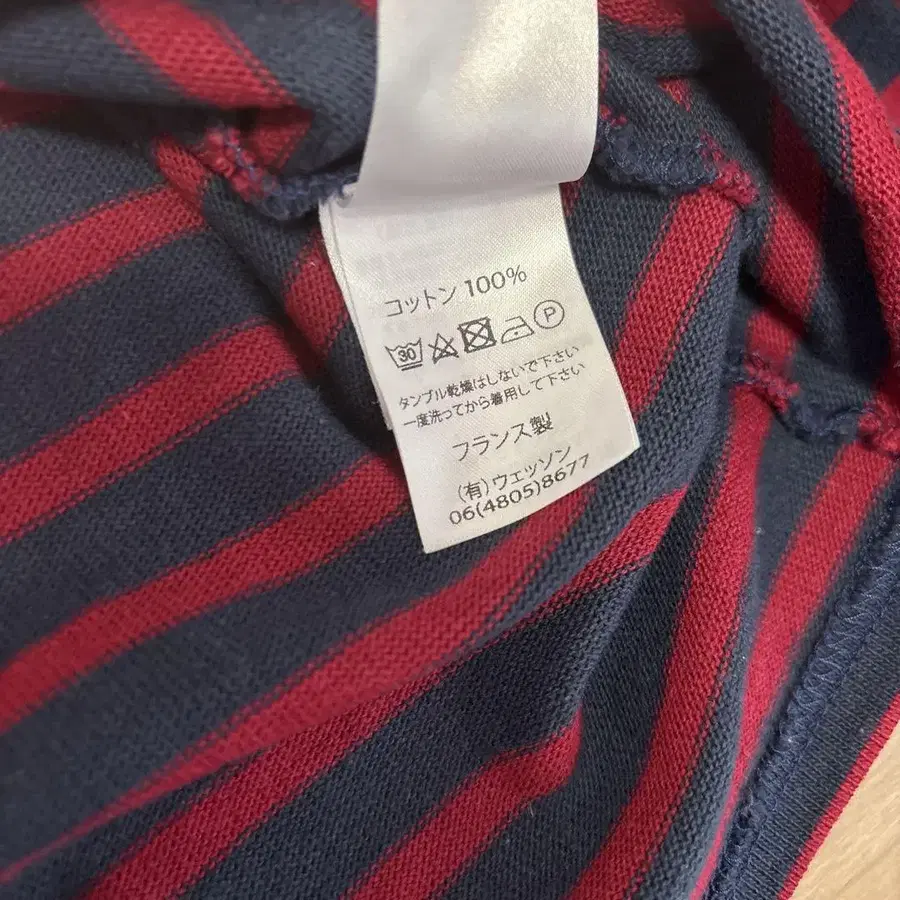 コットン 100%
30 P
タンブル乾燥はしないで下さい
一度洗ってから着用して下さい
フランス製
(有)ウェッソン
06(4805)8677